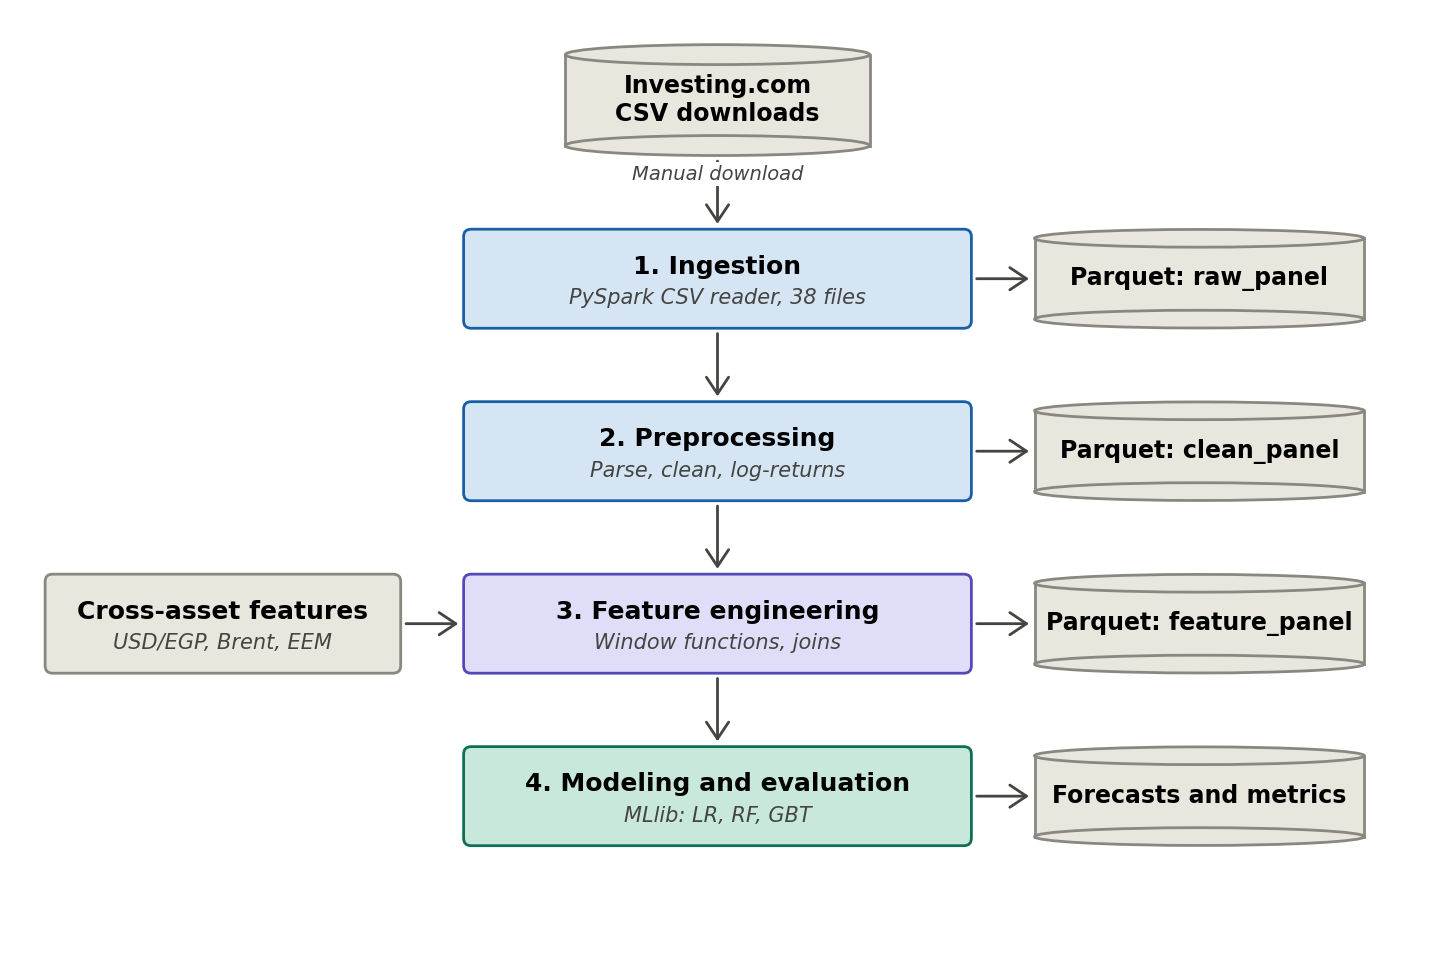 Investing.com
CSV downloads
Manual download
1. Ingestion
PySpark CSV reader, 38 files
Parquet: raw_panel
2. Preprocessing
Parse, clean, log-returns
Parquet: clean_panel
Cross-asset features
USD/EGP, Brent, EEM
3. Feature engineering
Window functions, joins
Parquet: feature_panel
4. Modeling and evaluation
MLlib: LR, RF, GBT
Forecasts and metrics